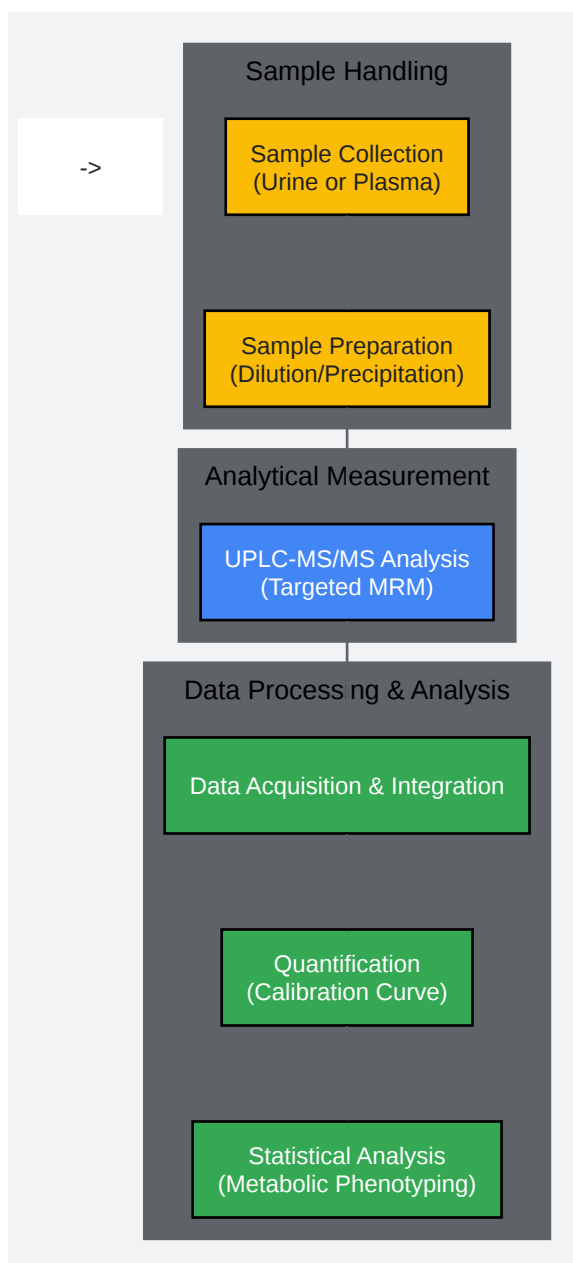 Sample Handling
->
Sample Collection
(Urine or Plasma)
Sample Preparation
(Dilution/Precipitation)
Analytical Measurement
UPLC-MS/MS Analysis
(Targeted MRM)
Data Processing & Analysis
Data Acquisition & Integration
Quantification
(Calibration Curve)
Statistical Analysis
(Metabolic Phenotyping)